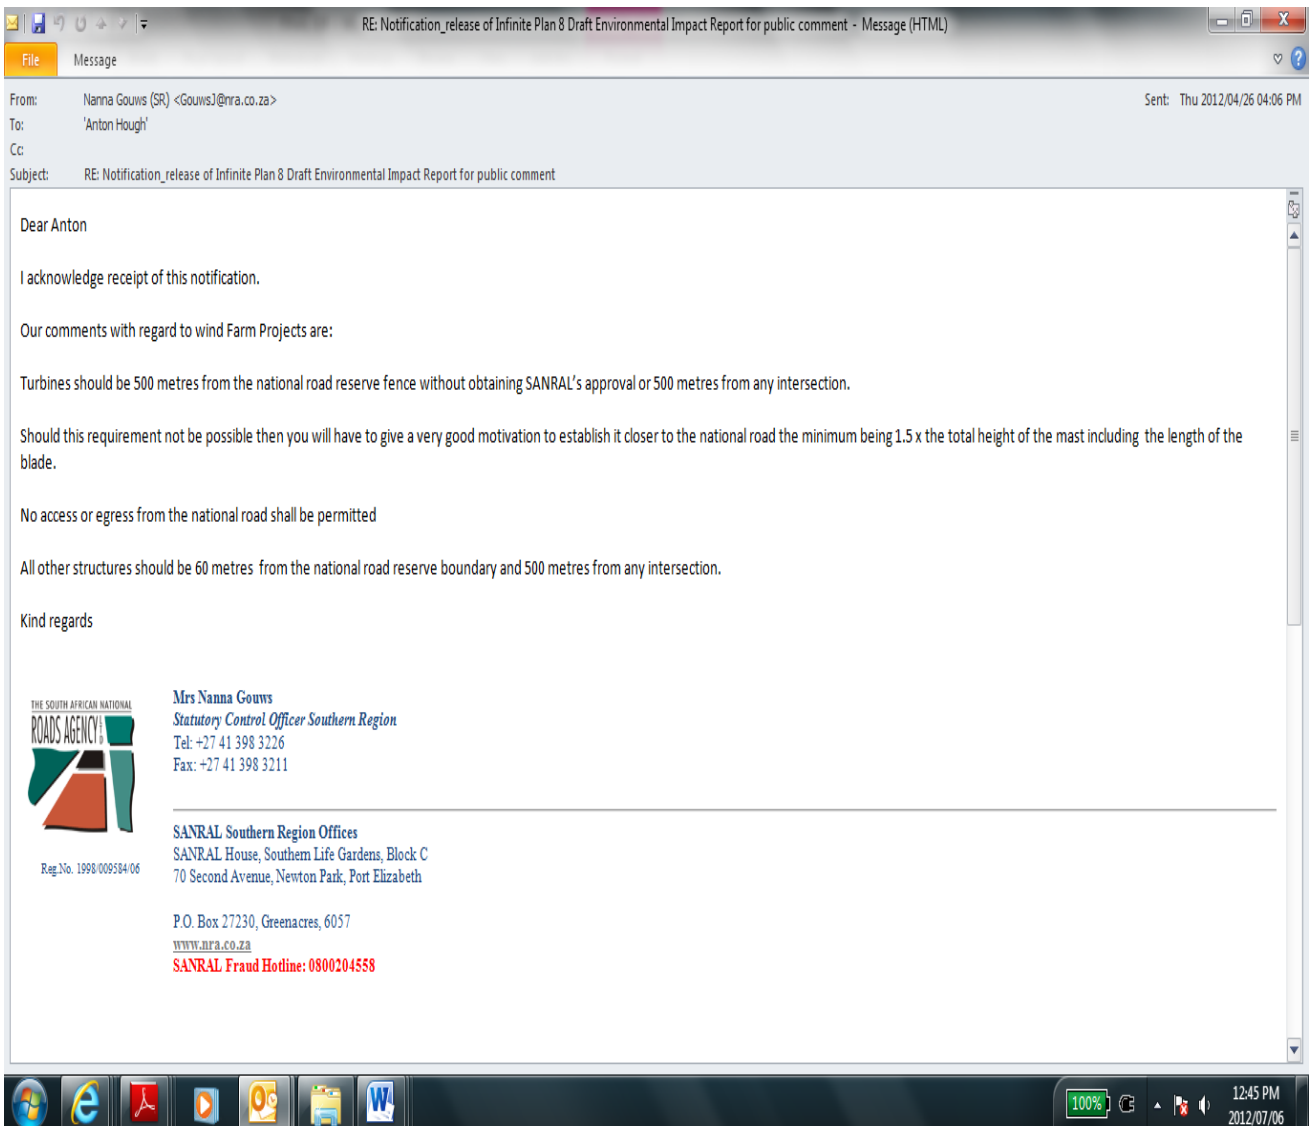 RE: Notification_release of Infinite Plan 8 Draft Environmental Impact Report for public comment - Message (HTML)
File Message
From: Nanna Gouws (SR) <GouwsJ@nra.co.za> Sent: Thu 2012/04/26 04:06 PM
To: 'Anton Hough'
Cc:
Subject: RE: Notification_release of Infinite Plan 8 Draft Environmental Impact Report for public comment
Dear Anton
I acknowledge receipt of this notification.
Our comments with regard to wind Farm Projects are:
Turbines should be 500 metres from the national road reserve fence without obtaining SANRAL's approval or 500 metres from any intersection.
Should this requirement not be possible then you will have to give a very good motivation to establish it closer to the national road the minimum being 1.5 x the total height of the mast including the length of the
blade.
No access or egress from the national road shall be permitted
All other structures should be 60 metres from the national road reserve boundary and 500 metres from any intersection.
Kind regards
THE SOUTH AFRICAN NATIONAL
ROADS AGENCY
Reg.No. 1998/009584/06
Mrs Nanna Gouws
Statutory Control Officer Southern Region
Tel: +27 41 398 3226
Fax: +27 41 398 3211
SANRAL Southern Region Offices
SANRAL House, Southern Life Gardens, Block C
70 Second Avenue, Newton Park, Port Elizabeth
P.O. Box 27230, Greenacres, 6057
www.nra.co.za
SANRAL Fraud Hotline: 0800204558
100%
12:45 PM
2012/07/06